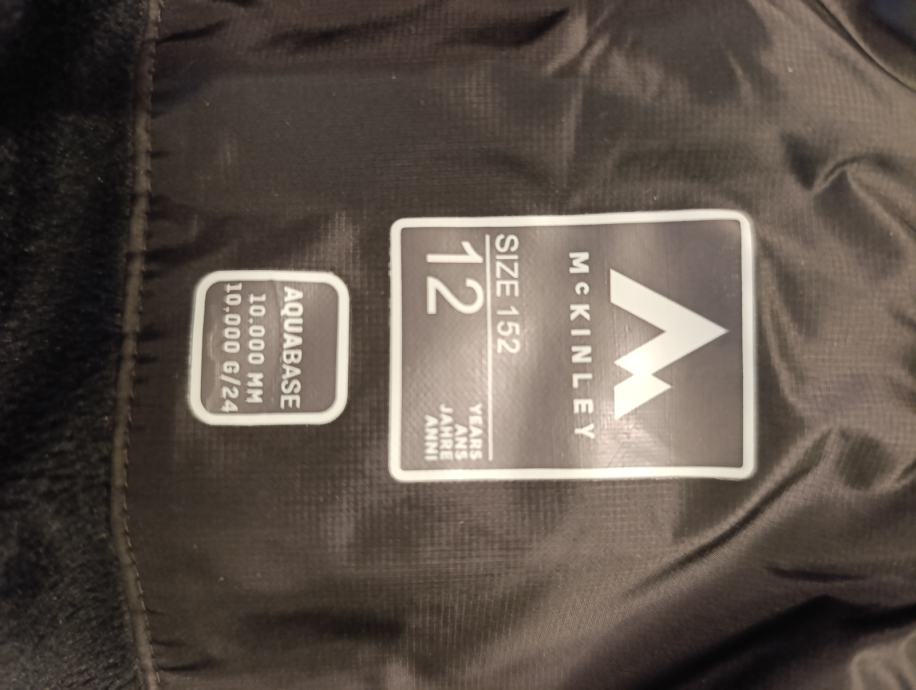 McKINLEY
SIZE 152
12
YEARS
ANS
JAHRE
ANNI
AQUABASE
10.000 MM
10,000 G/24